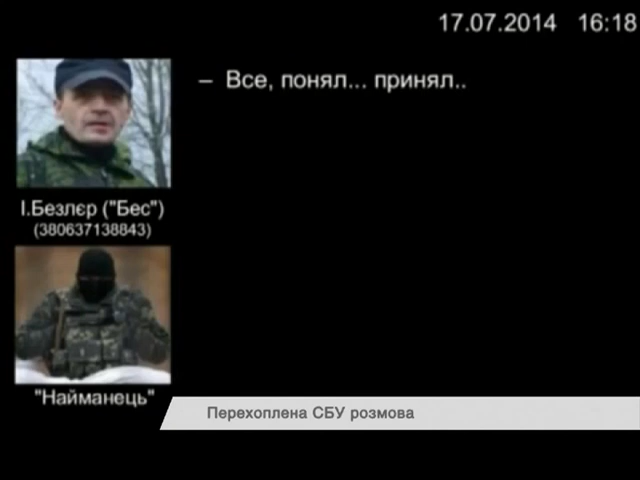 17.07.2014 16:18
– Все, понял... принял..
І.Безлєр ("Бес")
(380637138843)
"Найманець"
Перехоплена СБУ розмова